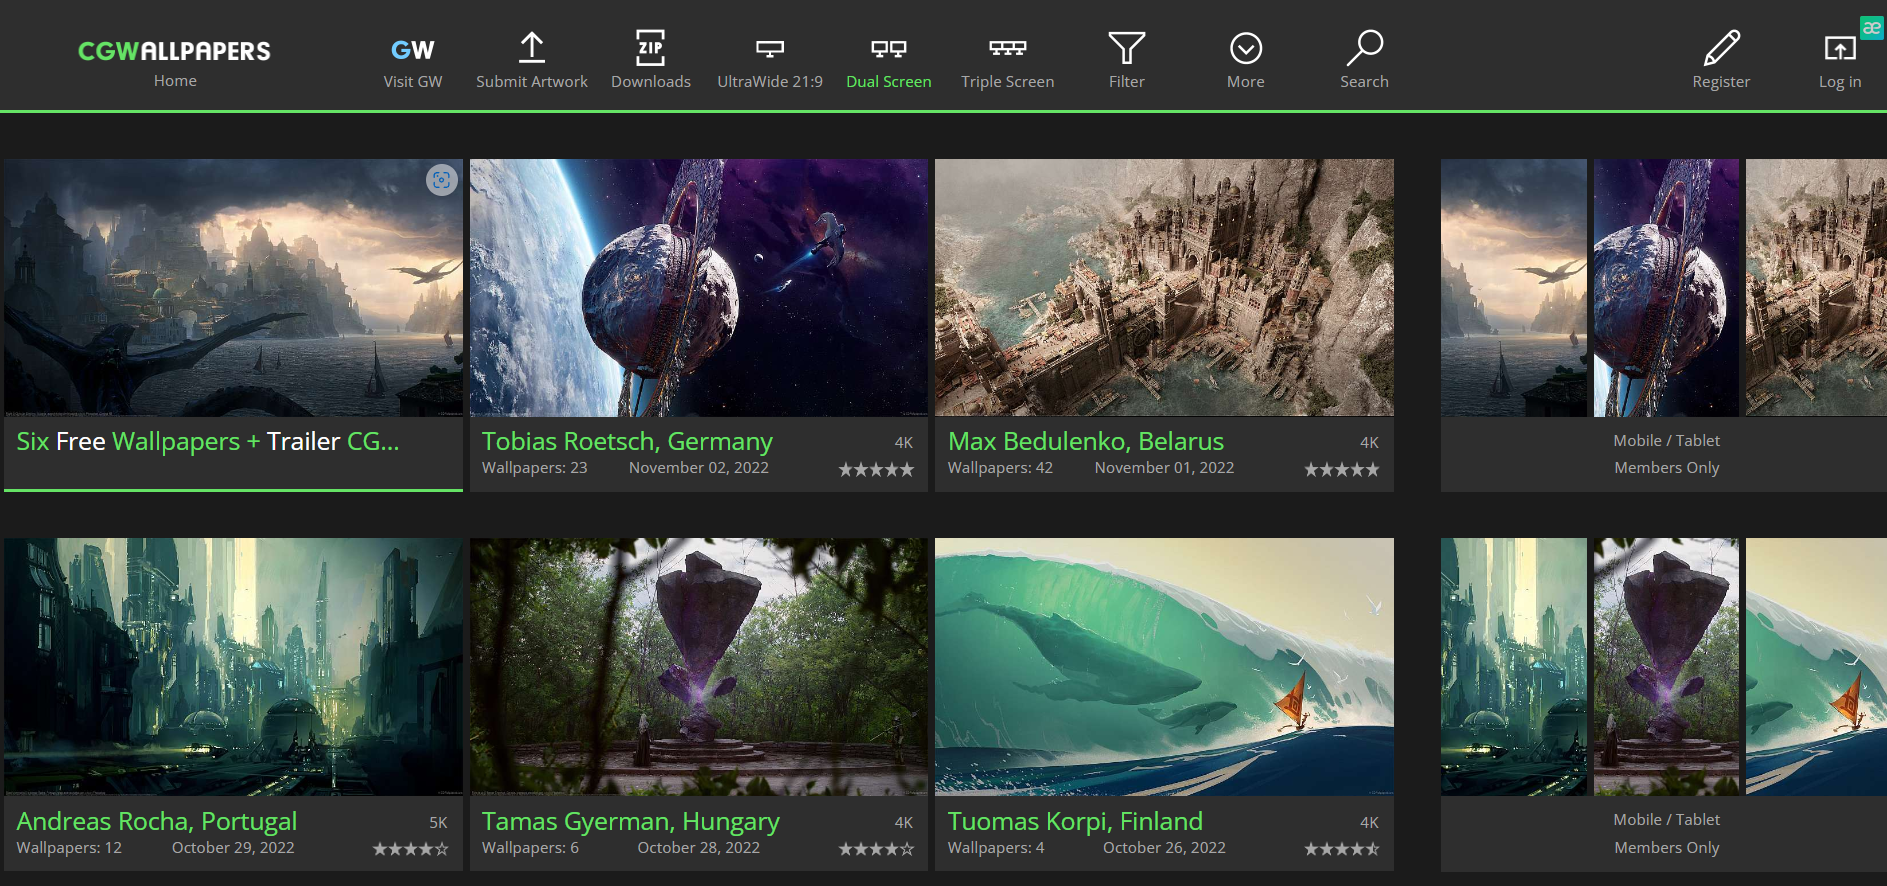 CGWALLPAPERS
Home
GW
Visit GW
Submit Artwork
ZIP
Downloads
UltraWide 21:9
Dual Screen
Triple Screen
Filter
More
Search
Register
æ
Log in
Six Free Wallpapers + Trailer CG...
Tobias Roetsch, Germany 4K
Wallpapers: 23 November 02, 2022
Max Bedulenko, Belarus 4K
Wallpapers: 42 November 01, 2022
Mobile / Tablet
Members Only
Andreas Rocha, Portugal 5K
Wallpapers: 12 October 29, 2022
Tamas Gyerman, Hungary 4K
Wallpapers: 6 October 28, 2022
Tuomas Korpi, Finland 4K
Wallpapers: 4 October 26, 2022
Mobile / Tablet
Members Only